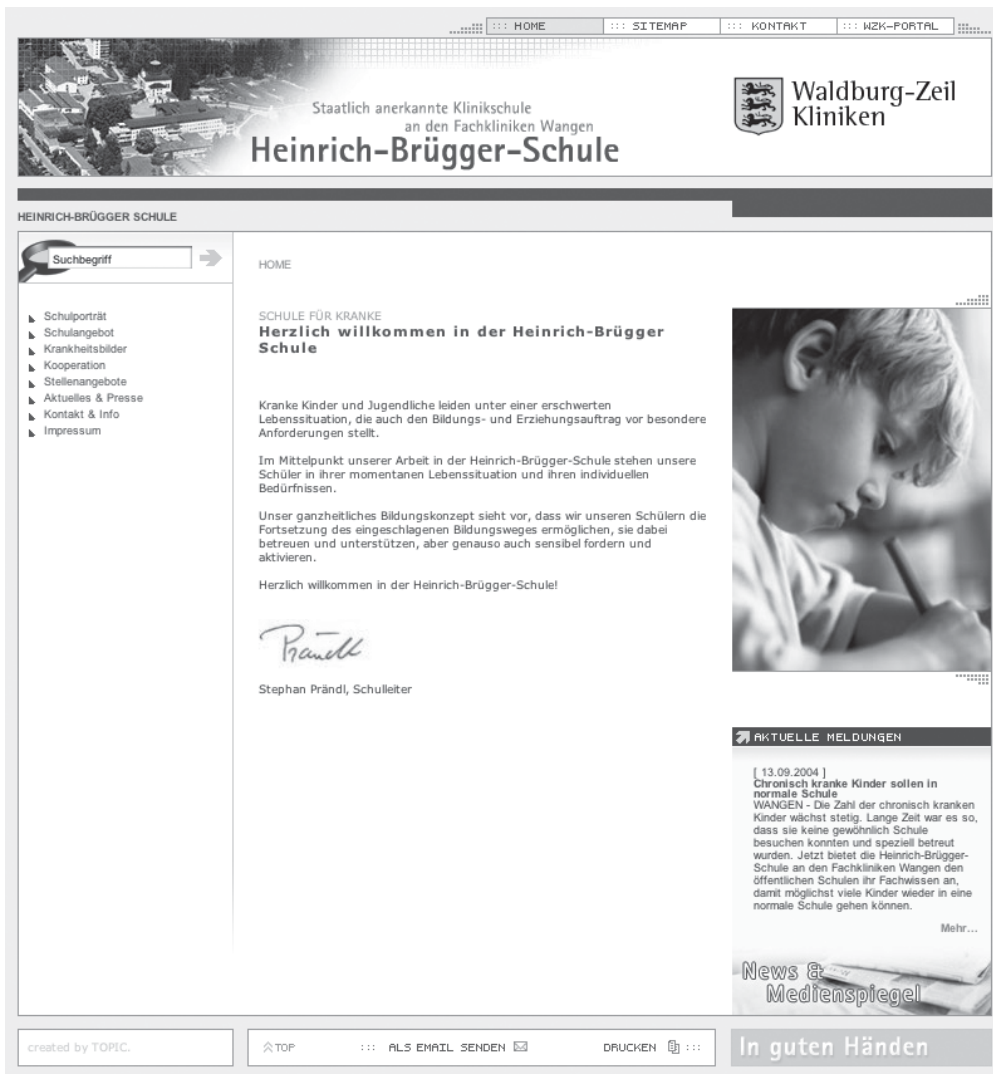 ::: HOME
::: SITEMAP
::: KONTAKT
::: WZK-PORTAL
Staatlich anerkannte Klinikschule
an den Fachkliniken Wangen
Heinrich-Brügger-Schule
Waldburg-Zeil
Kliniken
HEINRICH-BRÜGGER SCHULE
Suchbegriff
Schulporträt
Schulangebot
Krankheitsbilder
Kooperation
Stellenangebote
Aktuelles & Presse
Kontakt & Info
Impressum
HOME
SCHULE FÜR KRANKE
Herzlich willkommen in der Heinrich-Brügger
Schule
Kranke Kinder und Jugendliche leiden unter einer erschwerten
Lebenssituation, die auch den Bildungs- und Erziehungsauftrag vor besondere
Anforderungen stellt.
Im Mittelpunkt unserer Arbeit in der Heinrich-Brügger-Schule stehen unsere
Schüler in ihrer momentanen Lebenssituation und ihren individuellen
Bedürfnissen.
Unser ganzheitliches Bildungskonzept sieht vor, dass wir unseren Schülern die
Fortsetzung des eingeschlagenen Bildungsweges ermöglichen, sie dabei
betreuen und unterstützen, aber genauso auch sensibel fordern und
aktivieren.
Herzlich willkommen in der Heinrich-Brügger-Schule!
Prändl
Stephan Prändl, Schulleiter
AKTUELLE MELDUNGEN
[ 13.09.2004 ]
Chronisch kranke Kinder sollen in
normale Schule
WANGEN - Die Zahl der chronisch kranken
Kinder wächst stetig. Lange Zeit war es so,
dass sie keine gewöhnlich Schule
besuchen konnten und speziell betreut
wurden. Jetzt bietet die Heinrich-Brügger-
Schule an den Fachkliniken Wangen den
öffentlichen Schulen ihr Fachwissen an,
damit möglichst viele Kinder wieder in eine
normale Schule gehen können.
Mehr...
News &
Medienspiegel
created by TOPIC.
TOP
::: ALS EMAIL SENDEN
DRUCKEN :::
In guten Händen